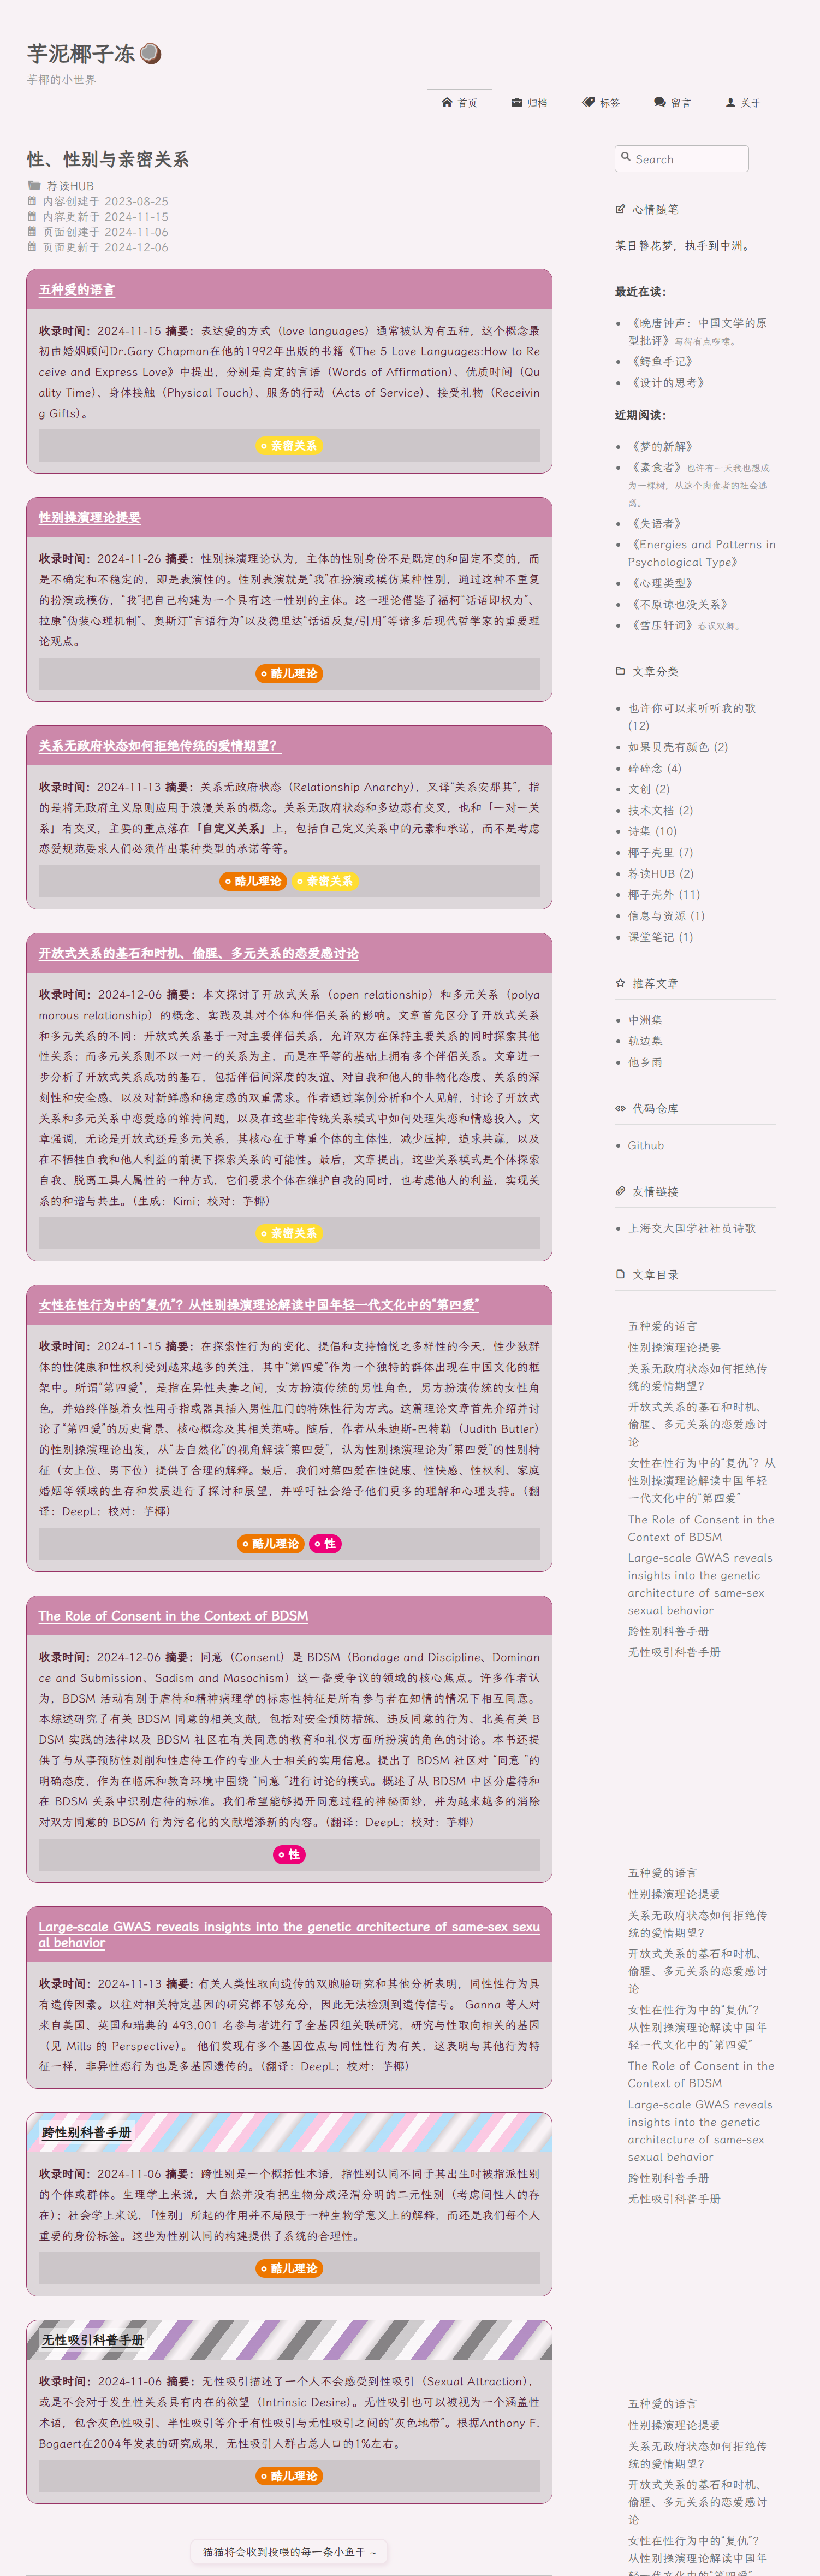 芋泥椰子冻
芋椰的小世界
首页
归档
标签
留言
关于
性、性别与亲密关系
荐读HUB
内容创建于 2023-08-25
内容更新于 2024-11-15
页面创建于 2024-11-06
页面更新于 2024-12-06
五种爱的语言
收录时间：2024-11-15 摘要：表达爱的方式（love languages）通常被认为有五种，这个概念最
初由婚姻顾问Dr.Gary Chapman在他的1992年出版的书籍《The 5 Love Languages:How to Re
ceive and Express Love》中提出，分别是肯定的言语（Words of Affirmation）、优质时间（Qu
ality Time）、身体接触（Physical Touch）、服务的行动（Acts of Service）、接受礼物（Receivin
g Gifts）。
亲密关系
性别操演理论提要
收录时间：2024-11-26 摘要：性别操演理论认为，主体的性别身份不是既定的和固定不变的，而
是不确定和不稳定的，即是表演性的。性别表演就是“我”在扮演或模仿某种性别，通过这种不重复
的扮演或模仿，“我”把自己构建为一个具有这一性别的主体。这一理论借鉴了福柯“话语即权力”、
拉康“伪装心理机制”、奥斯汀“言语行为”以及德里达“话语反复/引用”等诸多后现代哲学家的重要理
论观点。
酷儿理论
关系无政府状态如何拒绝传统的爱情期望？
收录时间：2024-11-13 摘要：关系无政府状态（Relationship Anarchy），又译“关系安那其”，指
的是将无政府主义原则应用于浪漫关系的概念。关系无政府状态和多边恋有交叉，也和「一对一关
系」有交叉，主要的重点落在「自定义关系」上，包括自己定义关系中的元素和承诺，而不是考虑
恋爱规范要求人们必须作出某种类型的承诺等等。
酷儿理论
亲密关系
开放式关系的基石和时机、偷腥、多元关系的恋爱感讨论
收录时间：2024-12-06 摘要：本文探讨了开放式关系（open relationship）和多元关系（polya
morous relationship）的概念、实践及其对个体和伴侣关系的影响。文章首先区分了开放式关系
和多元关系的不同：开放式关系基于一对主要伴侣关系，允许双方在保持主要关系的同时探索其他
性关系；而多元关系则不以一对一的关系为主，而是在平等的基础上拥有多个伴侣关系。文章进一
步分析了开放式关系成功的基石，包括伴侣间深度的友谊、对自我和他人的非物化态度、关系的深
刻性和安全感、以及对新鲜感和稳定感的双重需求。作者通过案例分析和个人见解，讨论了开放式
关系和多元关系中恋爱感的维持问题，以及在这些非传统关系模式中如何处理失恋和情感投入。文
章强调，无论是开放式还是多元关系，其核心在于尊重个体的主体性，减少压抑，追求共赢，以及
在不牺牲自我和他人利益的前提下探索关系的可能性。最后，文章提出，这些关系模式是个体探索
自我、脱离工具人属性的一种方式，它们要求个体在维护自我的同时，也考虑他人的利益，实现关
系的和谐与共生。（生成：Kimi；校对：芋椰）
亲密关系
女性在性行为中的“复仇”？从性别操演理论解读中国年轻一代文化中的“第四爱”
收录时间：2024-11-15 摘要：在探索性行为的变化、提倡和支持愉悦之多样性的今天，性少数群
体的性健康和性权利受到越来越多的关注，其中“第四爱”作为一个独特的群体出现在中国文化的框
架中。所谓“第四爱”，是指在异性夫妻之间，女方扮演传统的男性角色，男方扮演传统的女性角
色，并始终伴随着女性用手指或器具插入男性肛门的特殊性行为方式。这篇理论文章首先介绍并讨
论了“第四爱”的历史背景、核心概念及其相关范畴。随后，作者从朱迪斯-巴特勒（Judith Butler）
的性别操演理论出发，从“去自然化”的视角解读“第四爱”，认为性别操演理论为“第四爱”的性别特
征（女上位、男下位）提供了合理的解释。最后，我们对第四爱在性健康、性快感、性权利、家庭
婚姻等领域的生存和发展进行了探讨和展望，并呼吁社会给予他们更多的理解和心理支持。（翻
译：DeepL；校对：芋椰）
酷儿理论
性
The Role of Consent in the Context of BDSM
收录时间：2024-12-06 摘要：同意（Consent）是 BDSM（Bondage and Discipline、Dominan
ce and Submission、Sadism and Masochism）这一备受争议的领域的核心焦点。许多作者认
为，BDSM 活动有别于虐待和精神病理学的标志性特征是所有参与者在知情的情况下相互同意。
本综述研究了有关 BDSM 同意的相关文献，包括对安全预防措施、违反同意的行为、北美有关 B
DSM 实践的法律以及 BDSM 社区在有关同意的教育和礼仪方面所扮演的角色的讨论。本书还提
供了与从事预防性剥削和性虐待工作的专业人士相关的实用信息。提出了 BDSM 社区对 “同意 ”的
明确态度，作为在临床和教育环境中围绕 “同意 ”进行讨论的模式。概述了从 BDSM 中区分虐待和
在 BDSM 关系中识别虐待的标准。我们希望能够揭开同意过程的神秘面纱，并为越来越多的消除
对双方同意的 BDSM 行为污名化的文献增添新的内容。（翻译：DeepL；校对：芋椰）
性
Large-scale GWAS reveals insights into the genetic architecture of same-sex sexu
al behavior
收录时间：2024-11-13 摘要: 有关人类性取向遗传的双胞胎研究和其他分析表明，同性性行为具
有遗传因素。以往对相关特定基因的研究都不够充分，因此无法检测到遗传信号。 Ganna 等人对
来自美国、英国和瑞典的 493,001 名参与者进行了全基因组关联研究，研究与性取向相关的基因
（见 Mills 的 Perspective）。 他们发现有多个基因位点与同性性行为有关，这表明与其他行为特
征一样，非异性恋行为也是多基因遗传的。（翻译：DeepL；校对：芋椰）
跨性别科普手册
收录时间：2024-11-06 摘要：跨性别是一个概括性术语，指性别认同不同于其出生时被指派性别
的个体或群体。生理学上来说，大自然并没有把生物分成泾渭分明的二元性别（考虑间性人的存
在）；社会学上来说，「性别」所起的作用并不局限于一种生物学意义上的解释，而还是我们每个人
重要的身份标签。这些为性别认同的构建提供了系统的合理性。
酷儿理论
无性吸引科普手册
收录时间：2024-11-06 摘要：无性吸引描述了一个人不会感受到性吸引（Sexual Attraction），
或是不会对于发生性关系具有内在的欲望（Intrinsic Desire）。无性吸引也可以被视为一个涵盖性
术语，包含灰色性吸引、半性吸引等介于有性吸引与无性吸引之间的“灰色地带”。根据Anthony F.
Bogaert在2004年发表的研究成果，无性吸引人群占总人口的1%左右。
酷儿理论
猫猫将会收到投喂的每一条小鱼干 ~
Search
心情随笔
某日簪花梦，执手到中洲。
最近在读：
《晚唐钟声：中国文学的原
型批评》写得有点啰嗦。
《鳄鱼手记》
《设计的思考》
近期阅读：
《梦的新解》
《素食者》也许有一天我也想成
为一棵树，从这个肉食者的社会逃
离。
《失语者》
《Energies and Patterns in
Psychological Type》
《心理类型》
《不原谅也没关系》
《雪压轩词》春误双卿。
文章分类
也许你可以来听听我的歌
(12)
如果贝壳有颜色 (2)
碎碎念 (4)
文创 (2)
技术文档 (2)
诗集 (10)
椰子壳里 (7)
荐读HUB (2)
椰子壳外 (11)
信息与资源 (1)
课堂笔记 (1)
推荐文章
中洲集
轨边集
他乡雨
代码仓库
Github
友情链接
上海交大国学社社员诗歌
文章目录
五种爱的语言
性别操演理论提要
关系无政府状态如何拒绝传
统的爱情期望？
开放式关系的基石和时机、
偷腥、多元关系的恋爱感讨
论
女性在性行为中的“复仇”？从
性别操演理论解读中国年轻
一代文化中的“第四爱”
The Role of Consent in the
Context of BDSM
Large-scale GWAS reveals
insights into the genetic
architecture of same-sex
sexual behavior
跨性别科普手册
无性吸引科普手册
五种爱的语言
性别操演理论提要
关系无政府状态如何拒绝传
统的爱情期望？
开放式关系的基石和时机、
偷腥、多元关系的恋爱感讨
论
女性在性行为中的“复仇”？
从性别操演理论解读中国年
轻一代文化中的“第四爱”
The Role of Consent in the
Context of BDSM
Large-scale GWAS reveals
insights into the genetic
architecture of same-sex
sexual behavior
跨性别科普手册
无性吸引科普手册
五种爱的语言
性别操演理论提要
关系无政府状态如何拒绝传
统的爱情期望？
开放式关系的基石和时机、
偷腥、多元关系的恋爱感讨
论
女性在性行为中的“复仇”？
从性别操演理论解读中国年
轻一代文化中的“第四爱”